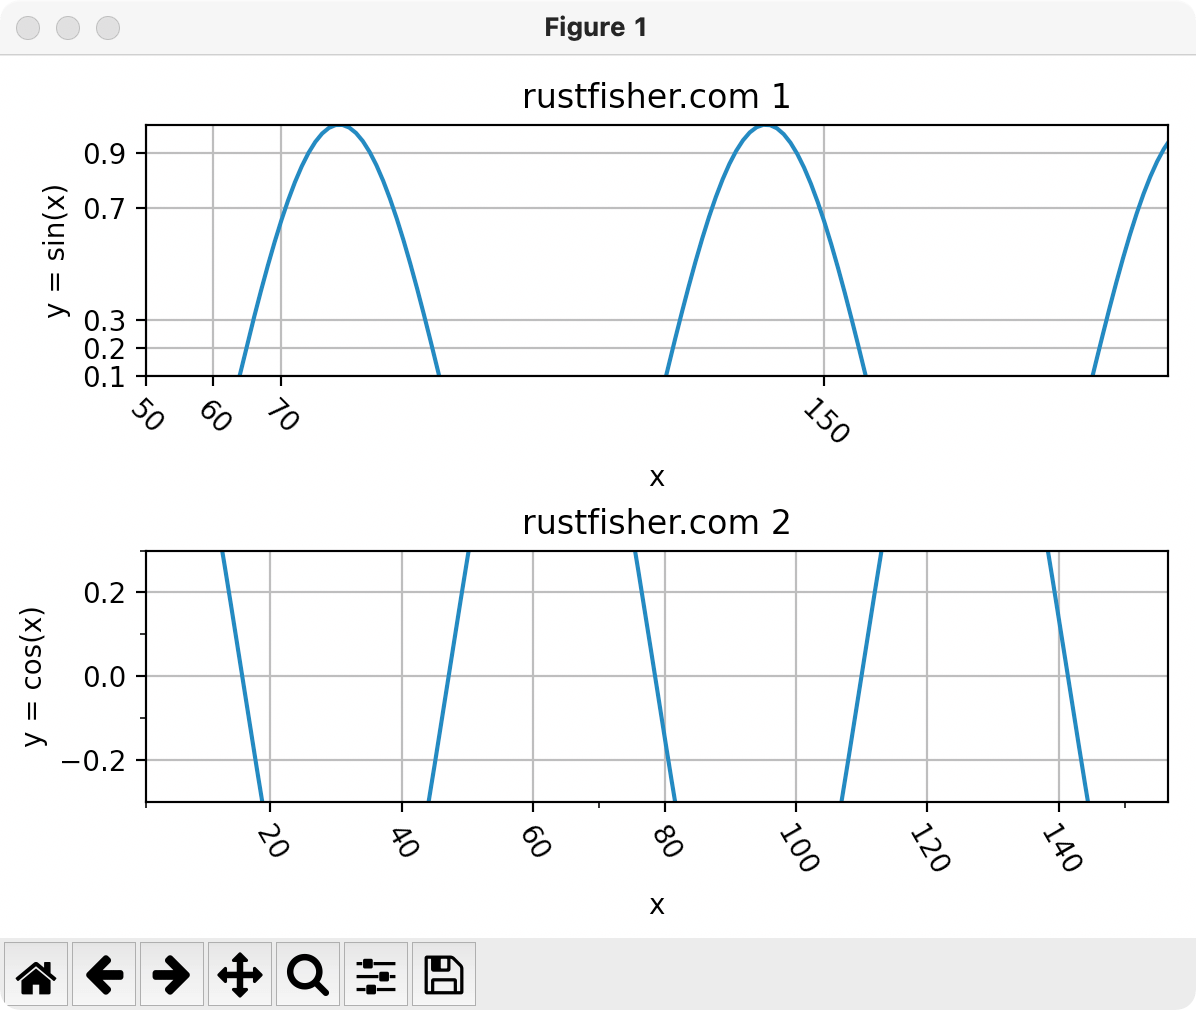 Figure 1
rustfisher.com 1
y = sin(x)
0.9
0.7
0.3
0.2
0.1
50 60 70 150
x
rustfisher.com 2
y = cos(x)
0.2
0.0
−0.2
20 40 60 80 100 120 140
x